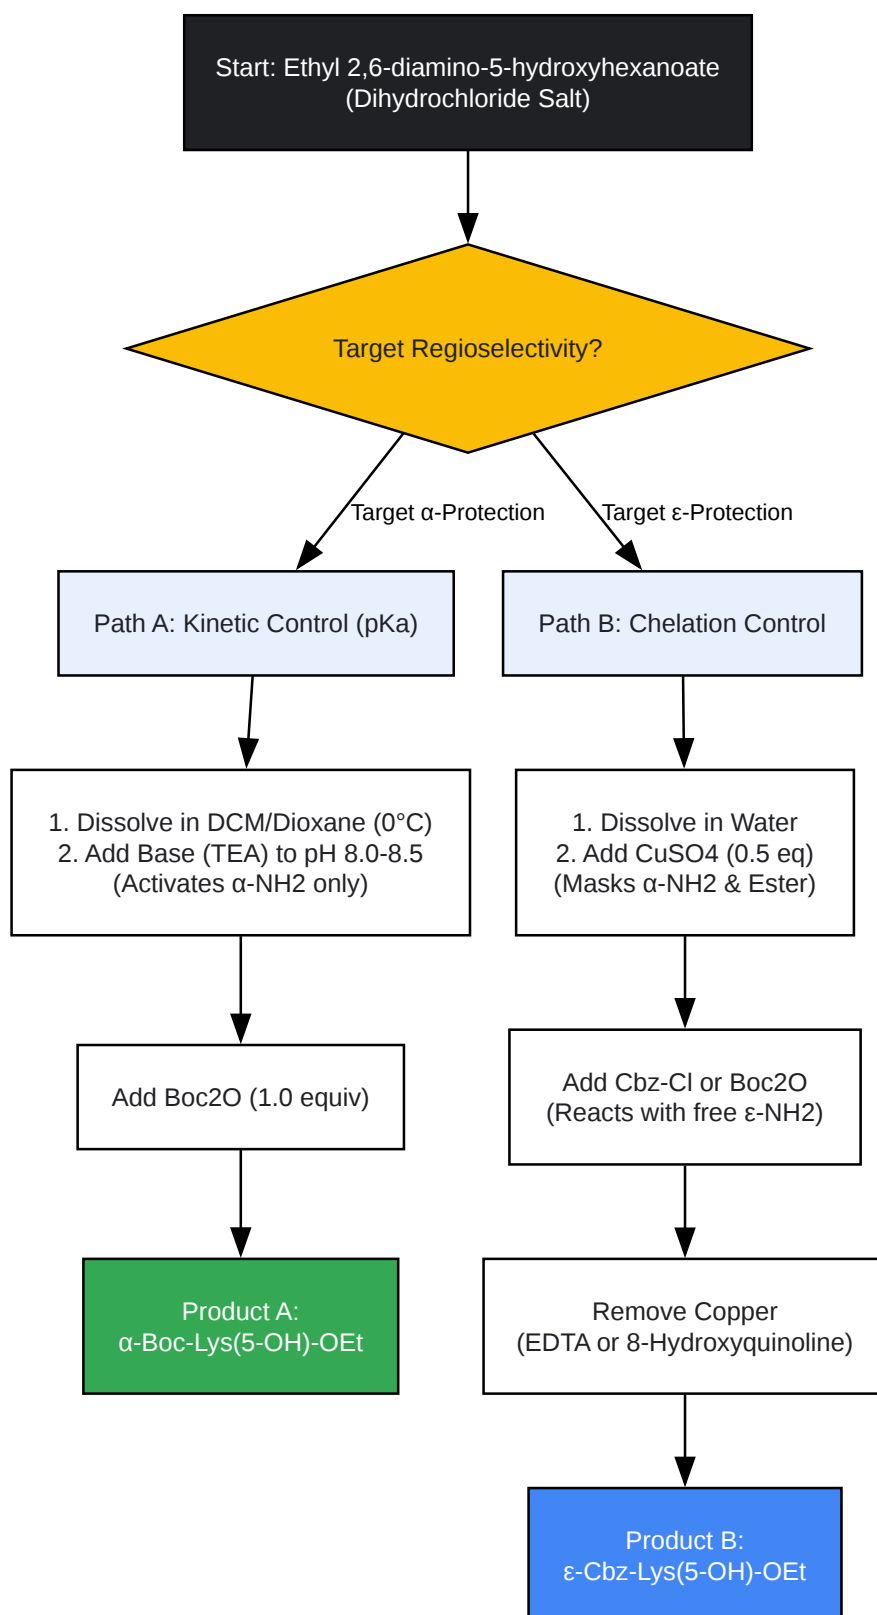 Start: Ethyl 2,6-diamino-5-hydroxyhexanoate
(Dihydrochloride Salt)
Target Regioselectivity?
Target α-Protection
Target ε-Protection
Path A: Kinetic Control (pKa)
Path B: Chelation Control
1. Dissolve in DCM/Dioxane (0°C)
2. Add Base (TEA) to pH 8.0-8.5
(Activates α-NH2 only)
1. Dissolve in Water
2. Add CuSO4 (0.5 eq)
(Masks α-NH2 & Ester)
Add Boc2O (1.0 equiv)
Add Cbz-Cl or Boc2O
(Reacts with free ε-NH2)
Product A:
α-Boc-Lys(5-OH)-OEt
Remove Copper
(EDTA or 8-Hydroxyquinoline)
Product B:
ε-Cbz-Lys(5-OH)-OEt